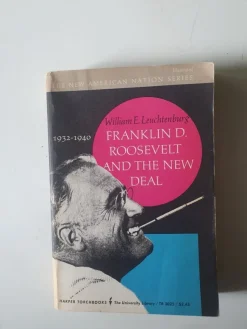 THE NEW AMERICAN NATION SERIES
William E. Leuchtenburg
1932-1940
FRANKLIN D.
ROOSEVELT
AND THE NEW
DEAL
HARPER TORCHBOOKS The University Library